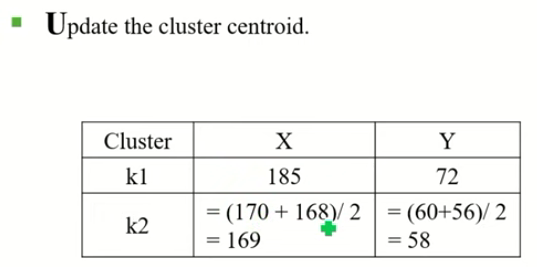 Update the cluster centroid.
Cluster X Y
k1 185 72
k2 = (170 + 168)/ 2 = (60+56)/ 2
= 169 = 58